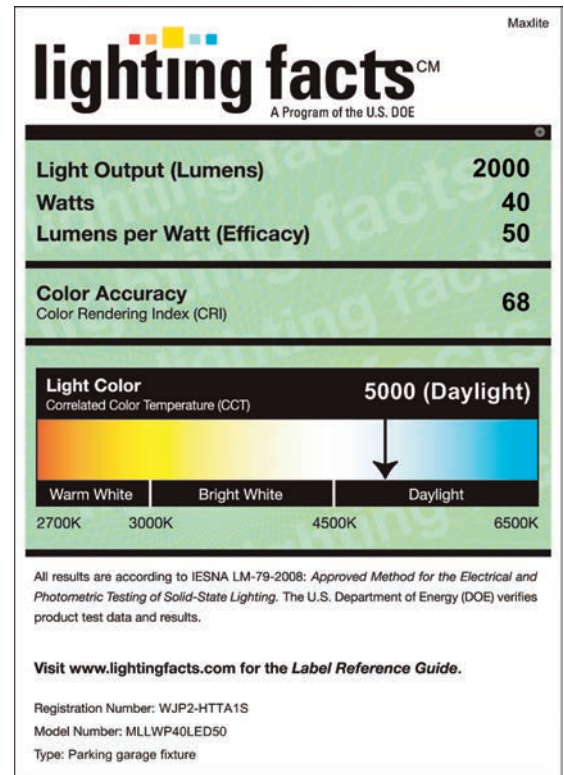 Maxlite
lighting facts CM
A Program of the U.S. DOE
Light Output (Lumens) 2000
Watts 40
Lumens per Watt (Efficacy) 50
Color Accuracy
Color Rendering Index (CRI) 68
Light Color
Correlated Color Temperature (CCT) 5000 (Daylight)
Warm White Bright White Daylight
2700K 3000K 4500K 6500K
All results are according to IESNA LM-79-2008: Approved Method for the Electrical and
Photometric Testing of Solid-State Lighting. The U.S. Department of Energy (DOE) verifies
product test data and results.
Visit www.lightingfacts.com for the Label Reference Guide.
Registration Number: WJP2-HTTA1S
Model Number: MLLWP40LED50
Type: Parking garage fixture